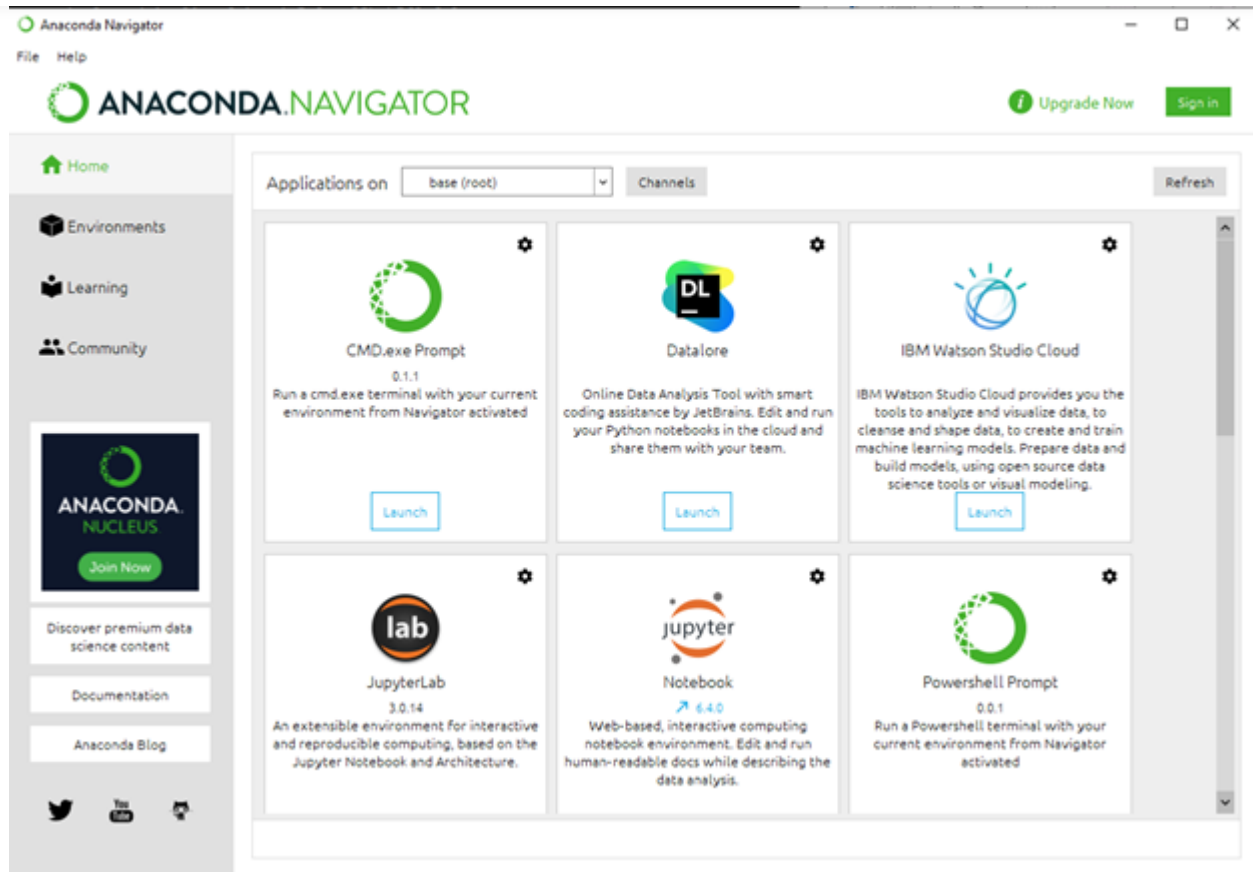 Anaconda Navigator
File Help
ANACONDA.NAVIGATOR
i Upgrade Now
Sign in
Home
Environments
Learning
Community
ANACONDA.
NUCLEUS
Join Now
Discover premium data
science content
Documentation
Anaconda Blog
You
Tube
Applications on
base (root)
Channels
Refresh
CMD.exe Prompt
0.1.1
Run a cmd.exe terminal with your current
environment from Navigator activated
Launch
DL
Datalore
Online Data Analysis Tool with smart
coding assistance by JetBrains. Edit and run
your Python notebooks in the cloud and
share them with your team.
Launch
IBM Watson Studio Cloud
IBM Watson Studio Cloud provides you the
tools to analyze and visualize data, to
cleanse and shape data, to create and train
machine learning models. Prepare data and
build models, using open source data
science tools or visual modeling.
Launch
lab
JupyterLab
3.0.14
An extensible environment for interactive
and reproducible computing, based on the
Jupyter Notebook and Architecture.
jupyter
Notebook
6.4.0
Web-based, interactive computing
notebook environment. Edit and run
human-readable docs while describing the
data analysis.
Powershell Prompt
0.0.1
Run a Powershell terminal with your
current environment from Navigator
activated